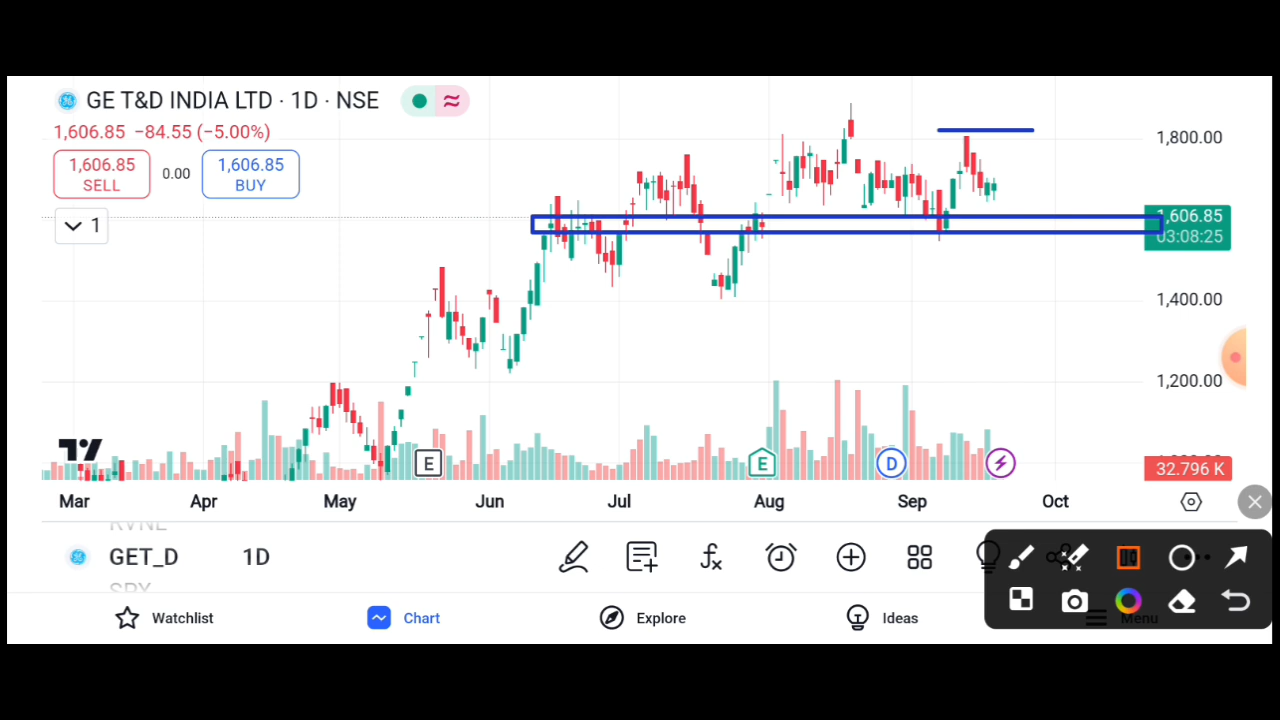 GE T&D INDIA LTD · 1D · NSE
1,606.85 −84.55 (−5.00%)
1,606.85 SELL
0.00
1,606.85 BUY
1
1,800.00
1,606.85
03:08:25
1,400.00
1,200.00
32.796 K
E
E
D
Mar Apr May Jun Jul Aug Sep Oct
GET_D 1D
Watchlist Chart Explore Ideas Menu